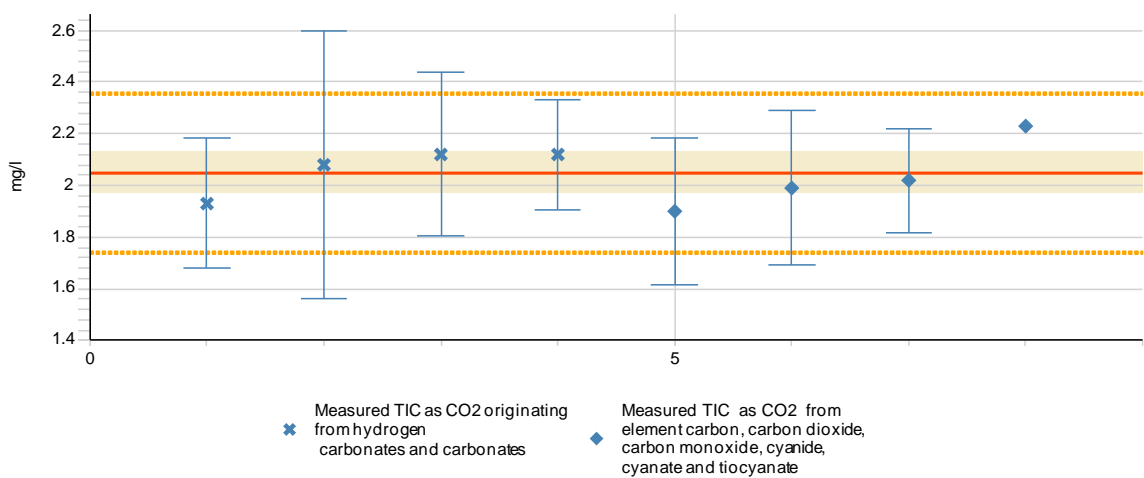 2.6
2.4
2.2
2
1.8
1.6
1.4
mg/l
0
5
Measured TIC as CO2 originating
from hydrogen
carbonates and carbonates
Measured TIC as CO2 from
element carbon, carbon dioxide,
carbon monoxide, cyanide,
cyanate and tiocyanate